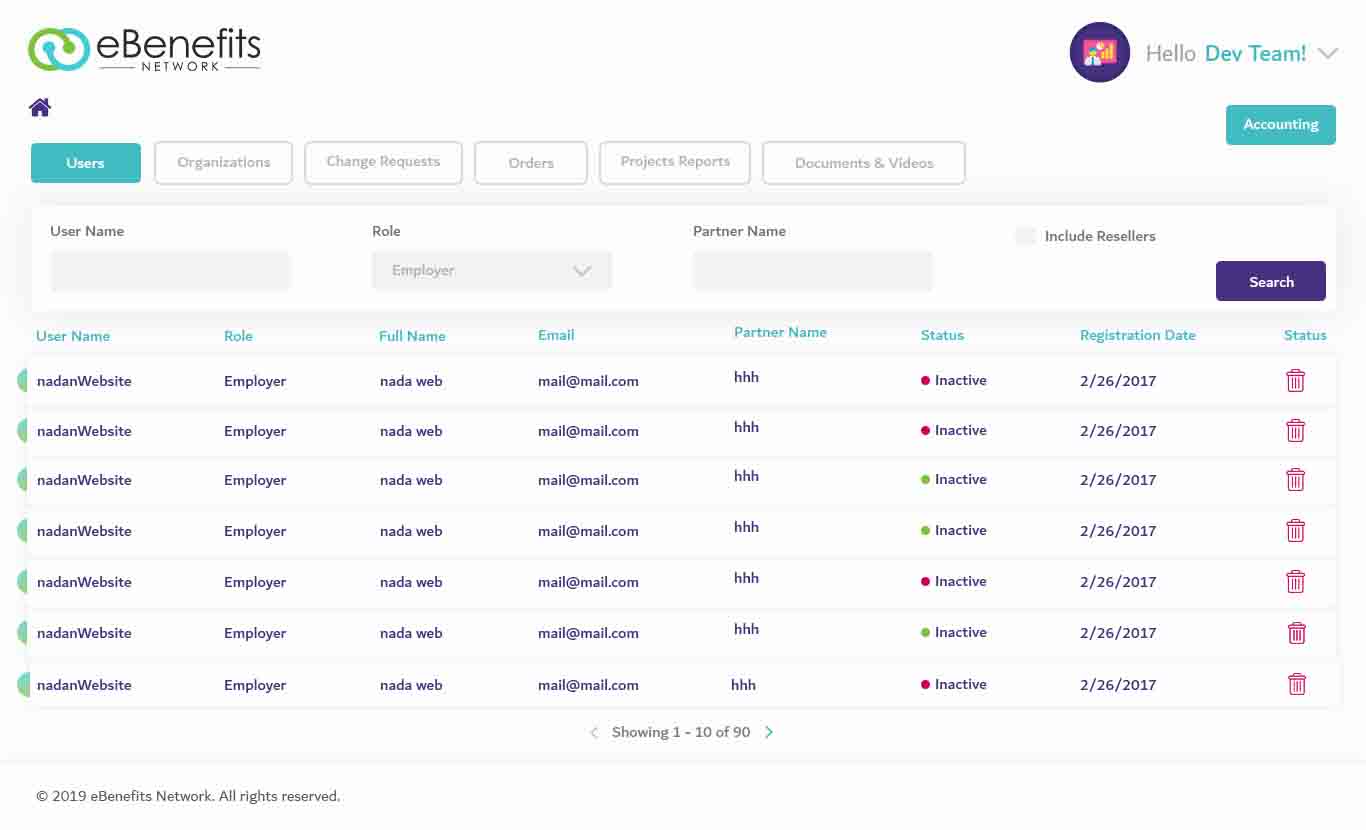 eBenefits
NETWORK
Hello Dev Team!
Accounting
Users Organizations Change Requests Orders Projects Reports Documents & Videos
User Name Role Partner Name Include Resellers
Employer
Search
User Name Role Full Name Email Partner Name Status Registration Date Status
nadanWebsite Employer nada web mail@mail.com hhh Inactive 2/26/2017
nadanWebsite Employer nada web mail@mail.com hhh Inactive 2/26/2017
nadanWebsite Employer nada web mail@mail.com hhh Inactive 2/26/2017
nadanWebsite Employer nada web mail@mail.com hhh Inactive 2/26/2017
nadanWebsite Employer nada web mail@mail.com hhh Inactive 2/26/2017
nadanWebsite Employer nada web mail@mail.com hhh Inactive 2/26/2017
nadanWebsite Employer nada web mail@mail.com hhh Inactive 2/26/2017
Showing 1 - 10 of 90
© 2019 eBenefits Network. All rights reserved.